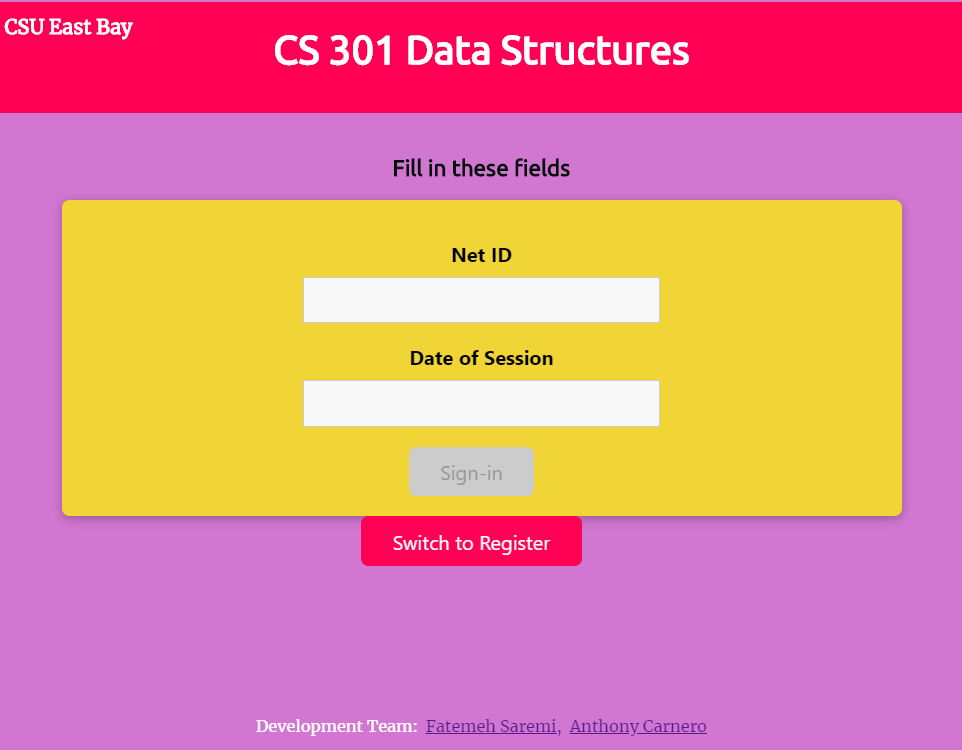 CSU East Bay
CS 301 Data Structures
Fill in these fields
Net ID
Date of Session
Sign-in
Switch to Register
Development Team: Fatemeh Saremi, Anthony Carnero